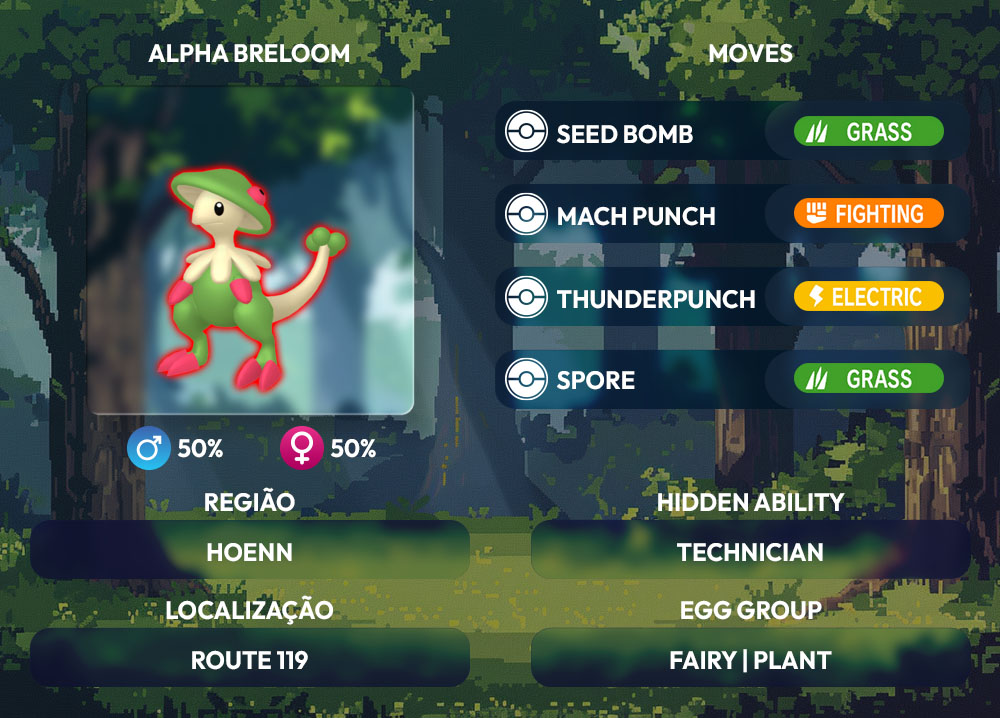 ALPHA BRELOOM
50%
50%
REGIÃO
HOENN
LOCALIZAÇÃO
ROUTE 119
MOVES
SEED BOMB
GRASS
MACH PUNCH
FIGHTING
THUNDERPUNCH
ELECTRIC
SPORE
GRASS
HIDDEN ABILITY
TECHNICIAN
EGG GROUP
FAIRY | PLANT